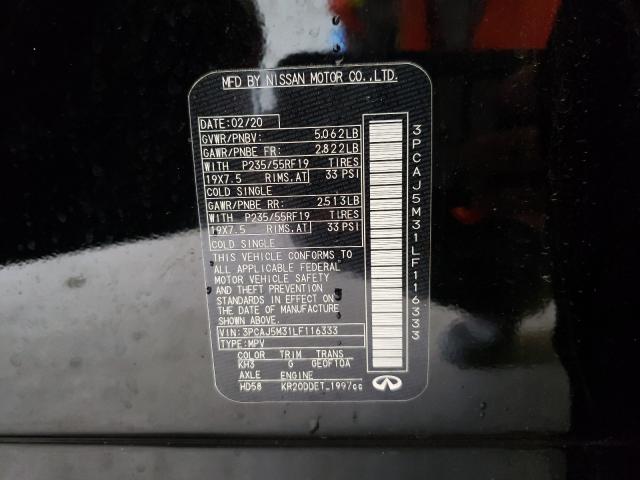 MFD BY NISSAN MOTOR CO.,LTD.
DATE: 02/20
GVWR/PNBV: 5,062LB
GAWR/PNBE FR: 2,822LB
WITH P235/55RF19 TIRES
19X7.5 RIMS.AT 33 PSI
COLD SINGLE
GAWR/PNBE RR: 2,513LB
WITH P235/55RF19 TIRES
19X7.5 RIMS.AT 33 PSI
COLD SINGLE
THIS VEHICLE CONFORMS TO
ALL APPLICABLE FEDERAL
MOTOR VEHICLE SAFETY
AND THEFT PREVENTION
STANDARDS IN EFFECT ON
THE DATE OF MANUFACTURE
SHOWN ABOVE.
VIN: 3PCAJ5M31LF116333
TYPE: MPV
COLOR TRIM TRANS
KH3 G GE0F10A
AXLE ENGINE
HD58 KR20DDET 1997cc
3PCAJ5M31LF116333